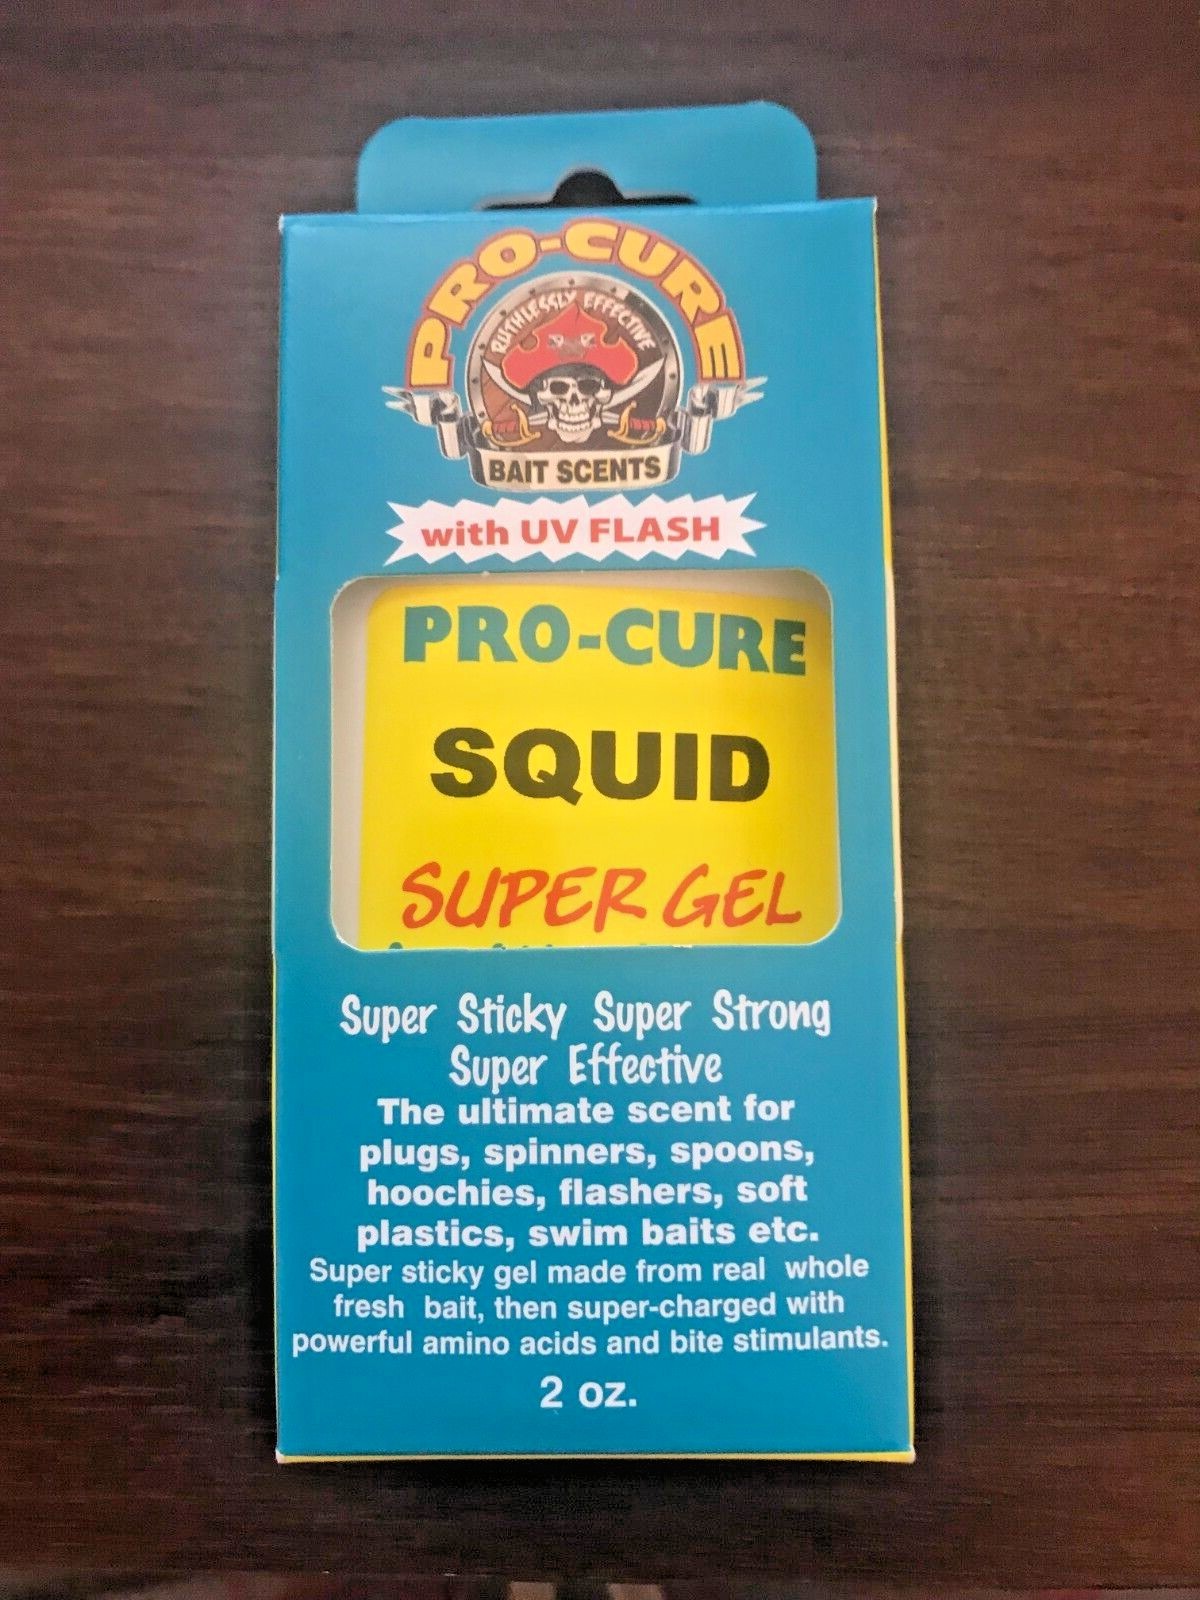 PRO-CURE
RUTHLESSLY EFFECTIVE
BAIT SCENTS
with UV FLASH
PRO-CURE
SQUID
SUPER GEL
Super Sticky Super Strong
Super Effective
The ultimate scent for
plugs, spinners, spoons,
hoochies, flashers, soft
plastics, swim baits etc.
Super sticky gel made from real whole
fresh bait, then super-charged with
powerful amino acids and bite stimulants.
2 oz.